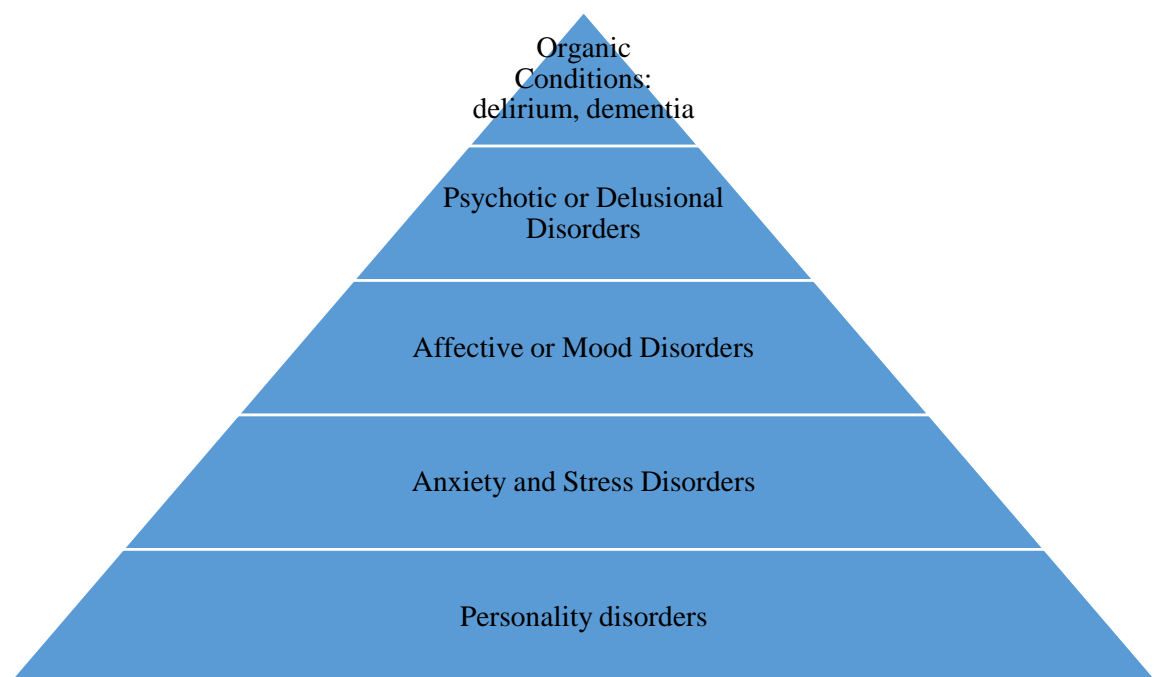 Organic
Conditions:
delirium, dementia
Psychotic or Delusional
Disorders
Affective or Mood Disorders
Anxiety and Stress Disorders
Personality disorders